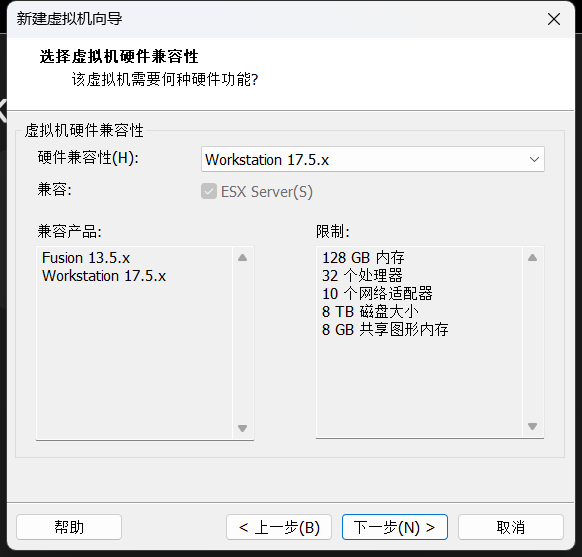 新建虚拟机向导
选择虚拟机硬件兼容性
该虚拟机需要何种硬件功能?
虚拟机硬件兼容性
硬件兼容性(H):
Workstation 17.5.x
兼容:
ESX Server(S)
兼容产品:
Fusion 13.5.x
Workstation 17.5.x
限制:
128 GB 内存
32 个处理器
10 个网络适配器
8 TB 磁盘大小
8 GB 共享图形内存
帮助
< 上一步(B)
下一步(N) >
取消